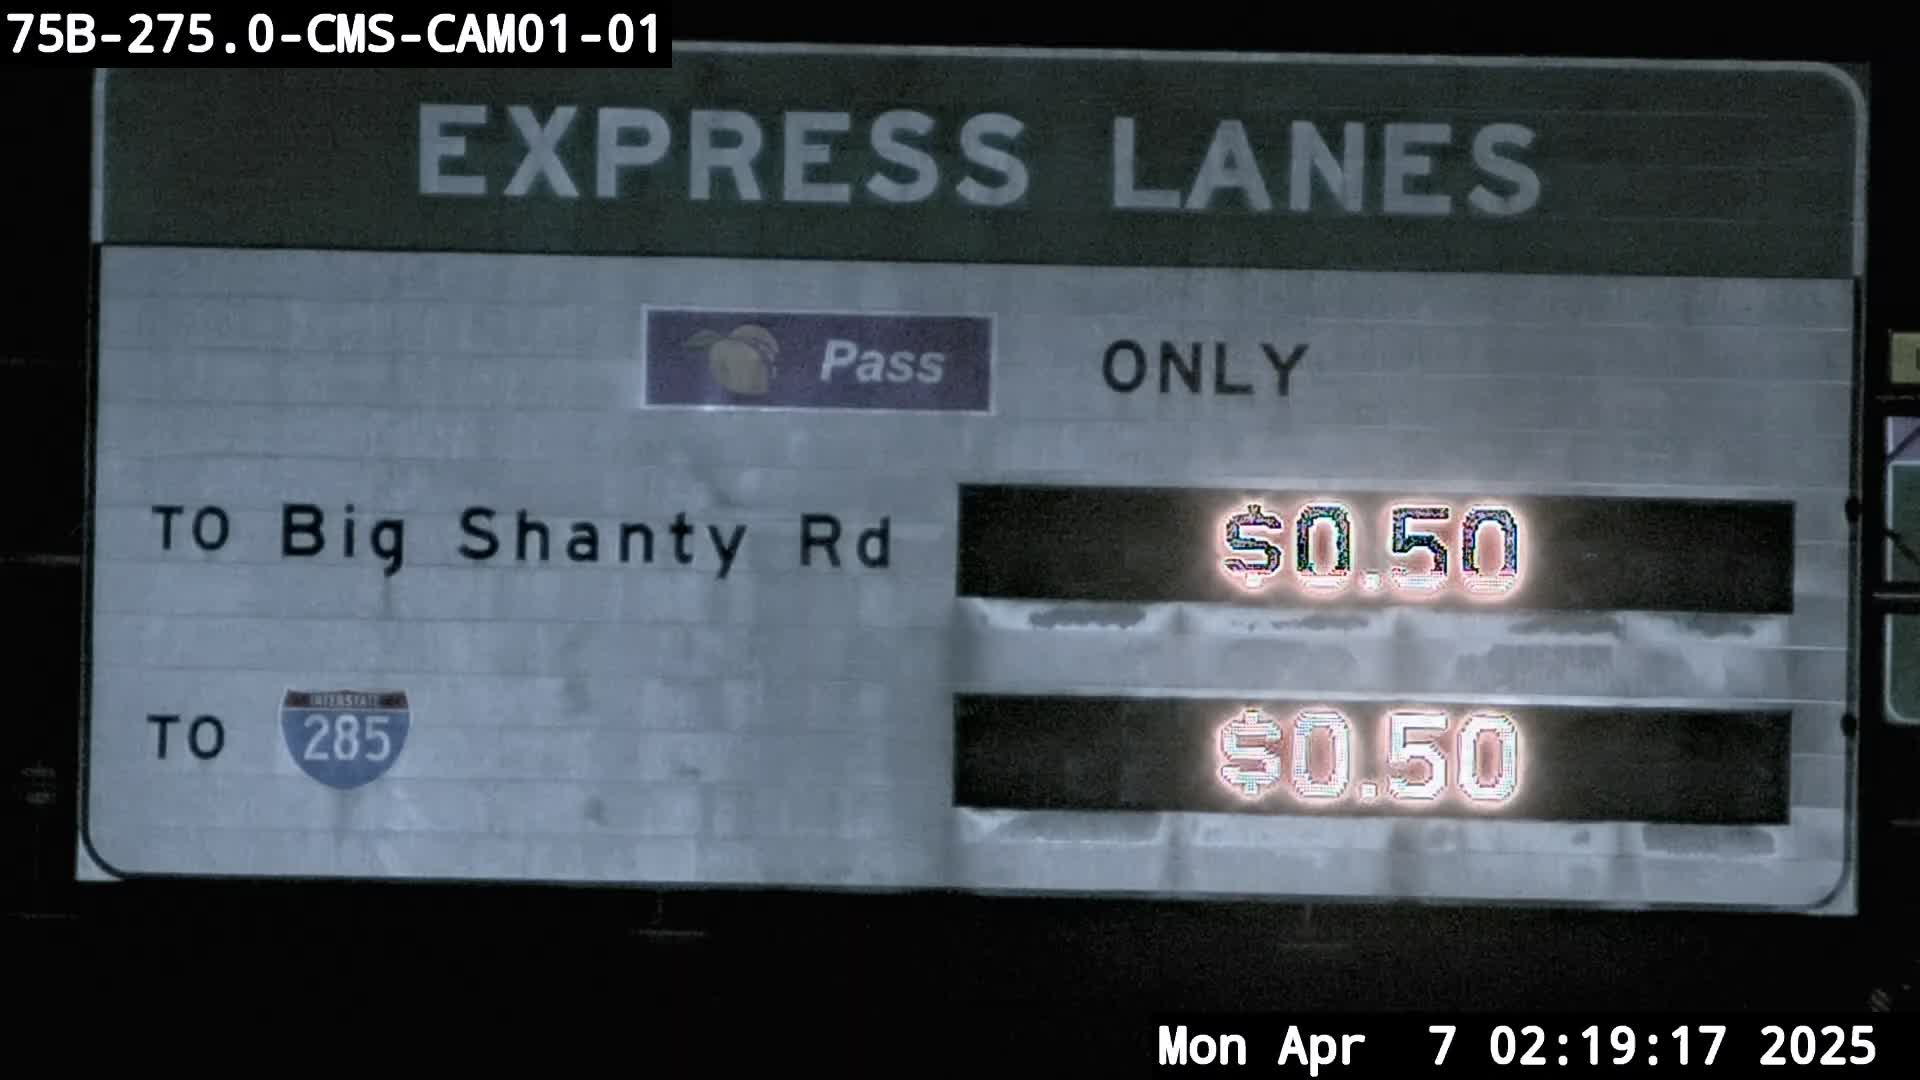 75B-275.0-CMS-CAM01-01
EXPRESS LANES
Pass ONLY
TO Big Shanty Rd $0.50
INTERSTATE
TO 285 $0.50
Mon Apr 7 02:19:17 2025